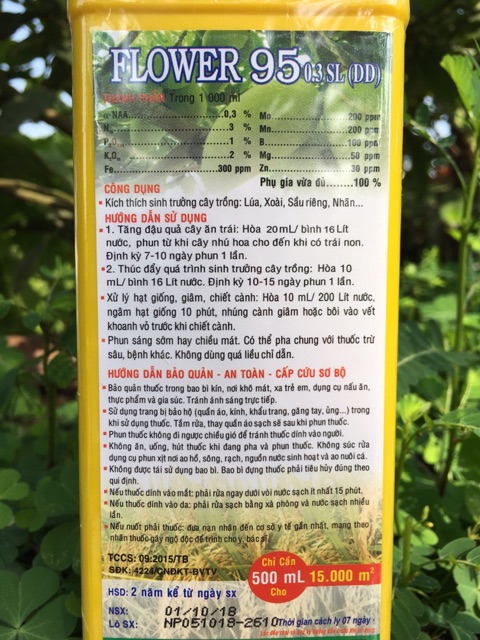 FLOWER 95 0.3 SL (DD)
Trong 1 000 ml
α-NAA 0,3 %
N 3 %
1 %
K₂O 2 %
Fe 300 ppm
Mo 200 ppm
Mn 200 ppm
B 100 ppm
Mg 50 ppm
Zn 30 ppm
Phụ gia vừa đủ 100 %
CÔNG DỤNG
Kích thích sinh trưởng cây trồng: Lúa, Xoài, Sầu riêng, Nhãn...
HƯỚNG DẪN SỬ DỤNG
1. Tăng đậu quả cây ăn trái: Hòa 20 mL/ bình 16 Lít
nước, phun từ khi cây nhú hoa cho đến khi có trái non.
Định kỳ 7-10 ngày phun 1 lần.
2. Thúc đẩy quá trình sinh trưởng cây trồng: Hòa 10
mL/ bình 16 Lít nước. Định kỳ 10-15 ngày phun 1 lần.
Xử lý hạt giống, giâm, chiết cành: Hòa 10 mL/ 200 Lít nước,
ngâm hạt giống 10 phút, nhúng cành giâm hoặc bôi vào vết
khoanh vỏ trước khi chiết cành.
Phun sáng sớm hay chiều mát. Có thể pha chung với thuốc trừ
sâu, bệnh khác. Không dùng quá liều chỉ dẫn.
HƯỚNG DẪN BẢO QUẢN - AN TOÀN - CẤP CỨU SƠ BỘ
Bảo quản thuốc trong bao bì kín, nơi khô mát, xa trẻ em, dụng cụ nấu ăn,
thực phẩm và gia súc. Tránh ánh sáng trực tiếp.
Sử dụng trang bị bảo hộ (quần áo, kính, khẩu trang, găng tay, ủng...) trong
khi sử dụng thuốc. Tắm rửa, thay quần áo sạch sẽ sau khi phun thuốc.
Phun thuốc không đi ngược chiều gió để tránh thuốc dính vào người.
Không ăn, uống, hút thuốc khi đang pha và phun thuốc. Không súc rửa
dụng cụ phun xịt nơi ao hồ, sông, rạch, nguồn nước sinh hoạt và ao nuôi cá.
Không được tái sử dụng bao bì. Bao bì đựng thuốc phải tiêu hủy đúng theo
qui định.
Nếu thuốc dính vào mắt: phải rửa ngay dưới vòi nước sạch ít nhất 15 phút.
Nếu thuốc dính vào da: phải rửa sạch bằng xà phòng và nước sạch nhiều
lần.
Nếu nuốt phải thuốc: đưa nạn nhân đến cơ sở y tế gần nhất, mang theo
nhãn thuốc gây ngộ độc để trình cho y, bác sĩ.
TCCS: 09:2015/TB
SĐK: 4224/CNĐKT-BVTV
Chỉ Cần
500 mL 15.000 m²
Cho
HSD: 2 năm kể từ ngày sx
NSX: 01/10/18
Lô SX: NP051018-2610
Thời gian cách ly 07 ngày